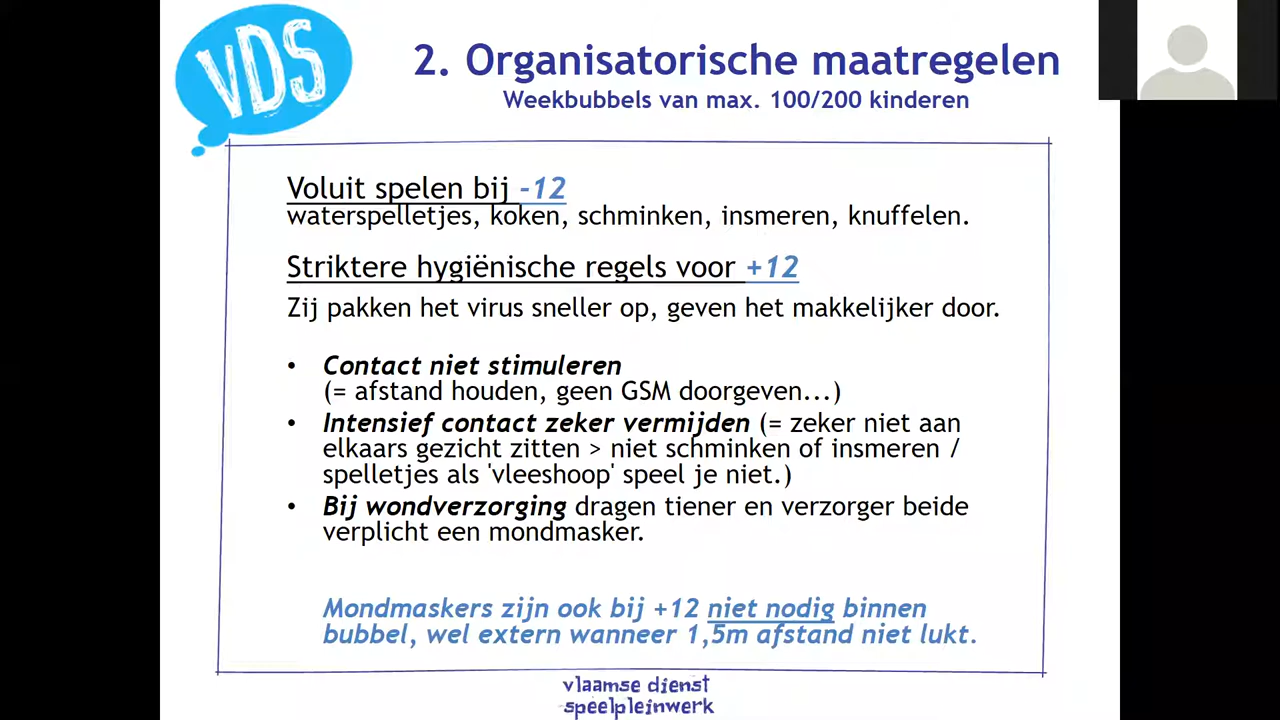 VDS
2. Organisatorische maatregelen
Weekbubbels van max. 100/200 kinderen
Voluit spelen bij -12
waterspelletjes, koken, schminken, insmeren, knuffelen.
Striktere hygiënische regels voor +12
Zij pakken het virus sneller op, geven het makkelijker door.
• Contact niet stimuleren
(= afstand houden, geen GSM doorgeven...)
• Intensief contact zeker vermijden (= zeker niet aan
elkaars gezicht zitten > niet schminken of insmeren /
spelletjes als 'vleeshoop' speel je niet.)
• Bij wondverzorging dragen tiener en verzorger beide
verplicht een mondmasker.
Mondmaskers zijn ook bij +12 niet nodig binnen
bubbel, wel extern wanneer 1,5m afstand niet lukt.
vlaamse dienst
speelpleinwerk